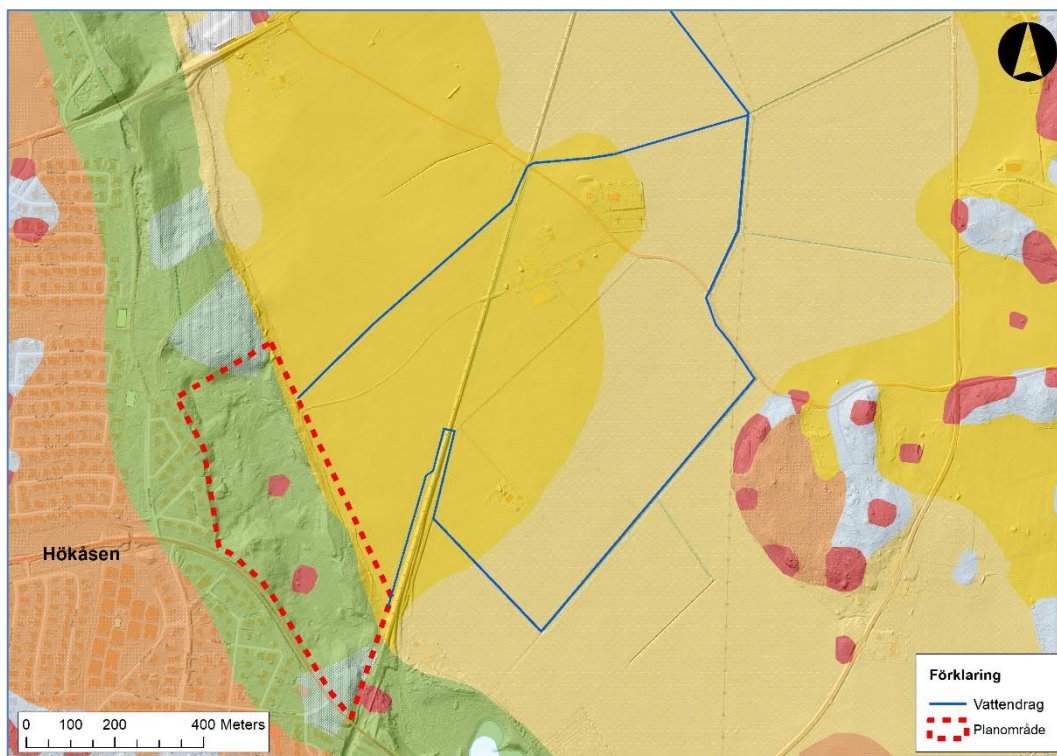 Hökåsen
0 100 200 400 Meters
Förklaring
Vattendrag
Planområde